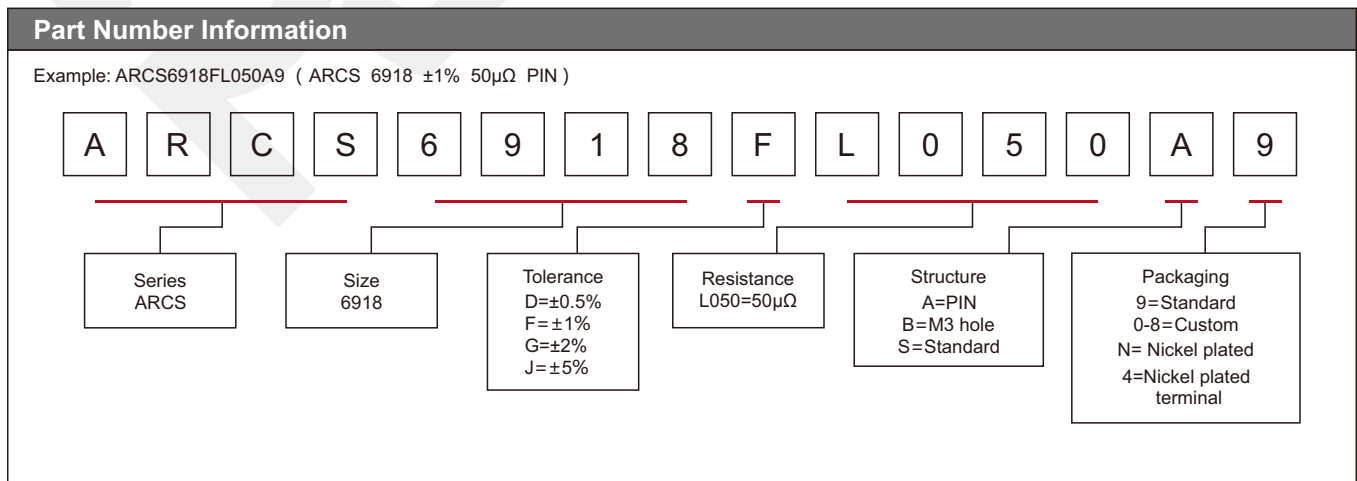 Part Number Information
Example: ARCS6918FL050A9 ( ARCS 6918 ±1% 50μΩ PIN )
A R C S 6 9 1 8 F L 0 5 0 A 9
Series
ARCS
Size
6918
Tolerance
D=±0.5%
F=±1%
G=±2%
J=±5%
Resistance
L050=50μΩ
Structure
A=PIN
B=M3 hole
S=Standard
Packaging
9=Standard
0-8=Custom
N= Nickel plated
4=Nickel plated
terminal